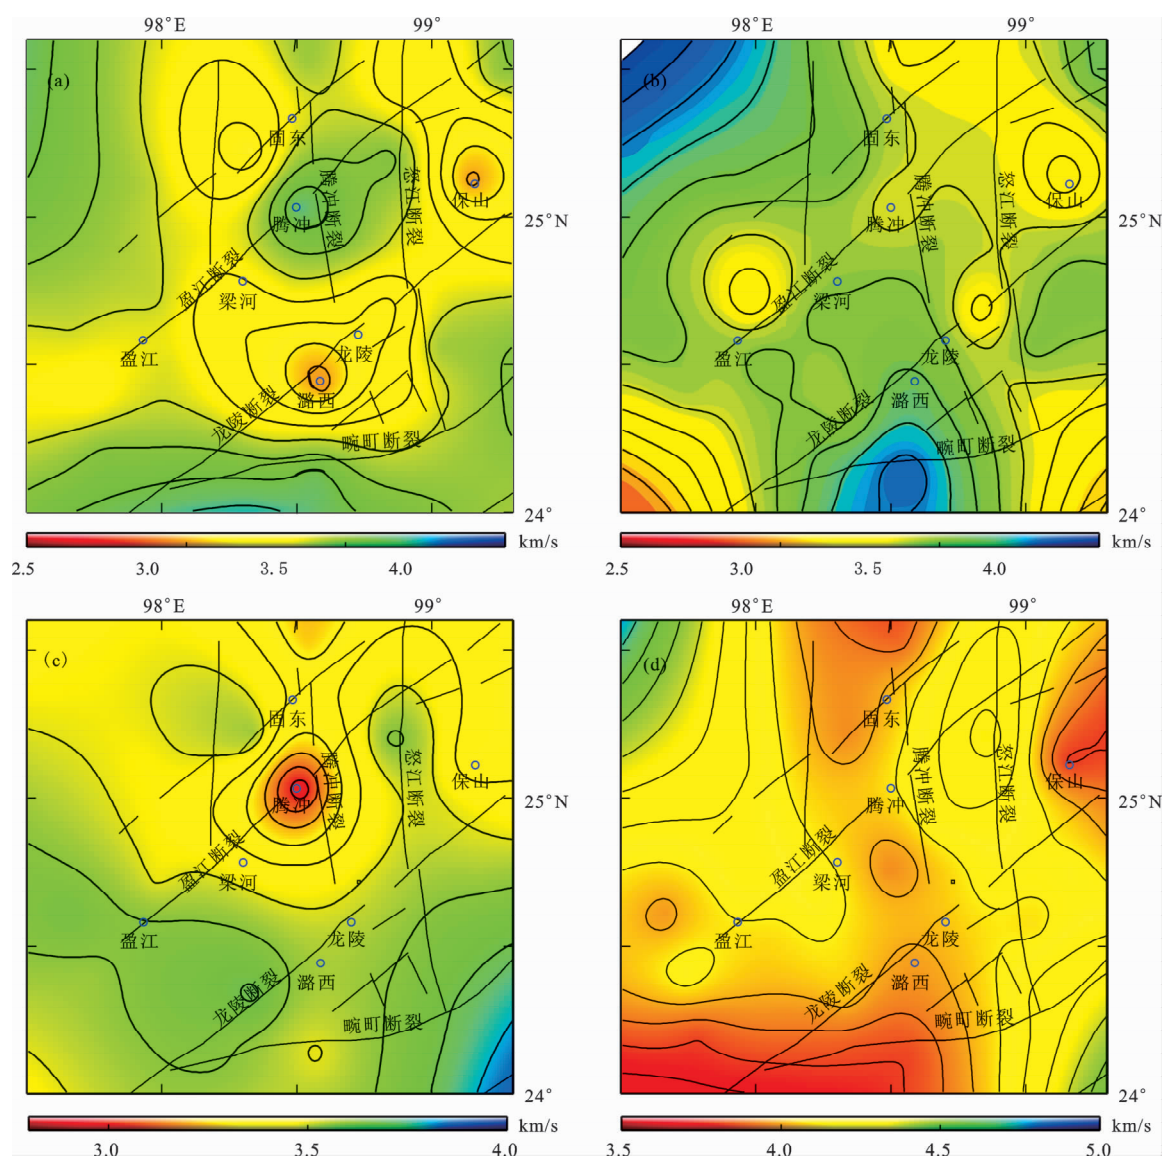 98°E 99°
(a)
固东
保山
腾冲
腾冲断裂
怒江断裂
盈江断裂
梁河
盈江
龙陵
潞西
龙陵断裂
畹町断裂
25°N
24°
2.5 3.0 3.5 4.0 km/s
98°E 99°
(b)
固东
保山
腾冲
腾冲断裂
怒江断裂
盈江断裂
梁河
盈江
龙陵
潞西
龙陵断裂
畹町断裂
25°N
24°
2.5 3.0 3.5 4.0 km/s
98°E 99°
(c)
固东
保山
腾冲
腾冲断裂
怒江断裂
盈江断裂
梁河
盈江
龙陵
潞西
龙陵断裂
畹町断裂
25°N
24°
3.0 3.5 4.0 km/s
98°E 99°
(d)
固东
保山
腾冲
腾冲断裂
怒江断裂
盈江断裂
梁河
盈江
龙陵
潞西
龙陵断裂
畹町断裂
25°N
24°
3.5 4.0 4.5 5.0 km/s